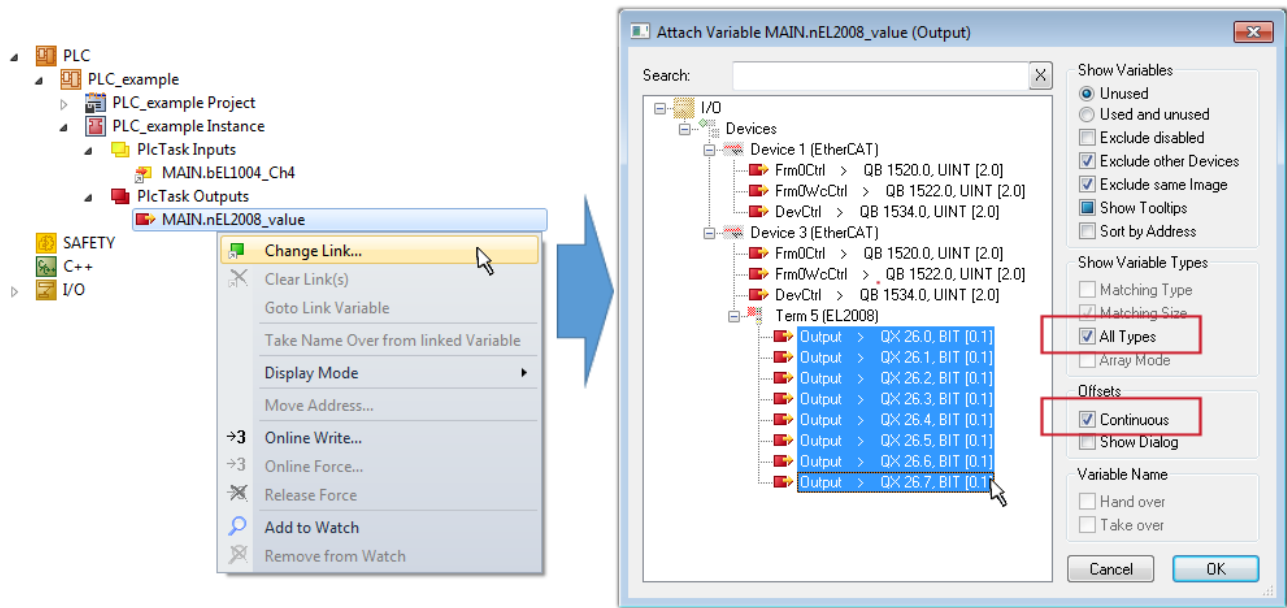 PLC
PLC_example
PLC_example Project
PLC_example Instance
PlcTask Inputs
MAIN.bEL1004_Ch4
PlcTask Outputs
MAIN.nEL2008_value
SAFETY
C++
I/O
Change Link...
Clear Link(s)
Goto Link Variable
Take Name Over from linked Variable
Display Mode
Move Address...
→3 Online Write...
→3 Online Force...
Release Force
Add to Watch
Remove from Watch
Attach Variable MAIN.nEL2008_value (Output)
Search:
X
I/O
Devices
Device 1 (EtherCAT)
Frm0Ctrl > QB 1520.0, UINT [2.0]
Frm0WcCtrl > QB 1522.0, UINT [2.0]
DevCtrl > QB 1534.0, UINT [2.0]
Device 3 (EtherCAT)
Frm0Ctrl > QB 1520.0, UINT [2.0]
Frm0WcCtrl > QB 1522.0, UINT [2.0]
DevCtrl > QB 1534.0, UINT [2.0]
Term 5 (EL2008)
Output > QX 26.0, BIT [0.1]
Output > QX 26.1, BIT [0.1]
Output > QX 26.2, BIT [0.1]
Output > QX 26.3, BIT [0.1]
Output > QX 26.4, BIT [0.1]
Output > QX 26.5, BIT [0.1]
Output > QX 26.6, BIT [0.1]
Output > QX 26.7, BIT [0.1]
Show Variables
Unused
Used and unused
Exclude disabled
Exclude other Devices
Exclude same Image
Show Tooltips
Sort by Address
Show Variable Types
Matching Type
Matching Size
All Types
Array Mode
Offsets
Continuous
Show Dialog
Variable Name
Hand over
Take over
Cancel
OK